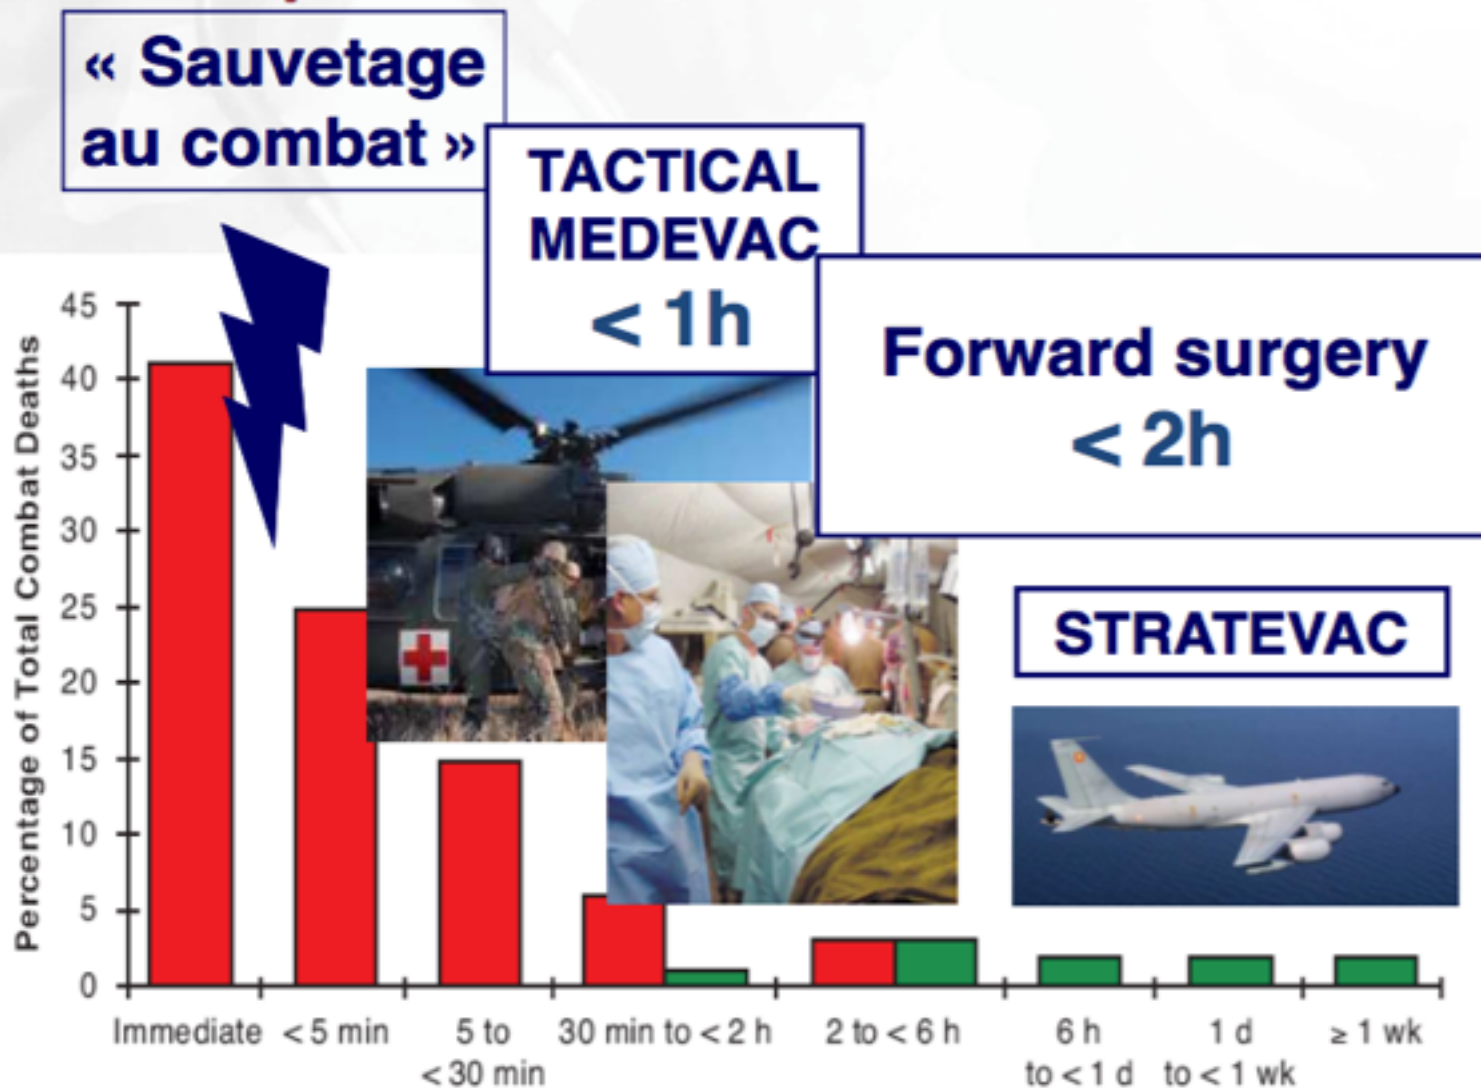 « Sauvetage
au combat »
TACTICAL
MEDEVAC
< 1h
Forward surgery
< 2h
STRATEVAC
Percentage of Total Combat Deaths
45
40
35
30
25
20
15
10
5
0
Immediate
< 5 min
5 to
< 30 min
30 min to < 2 h
2 to < 6 h
6 h
to < 1 d
1 d
to < 1 wk
≥ 1 wk